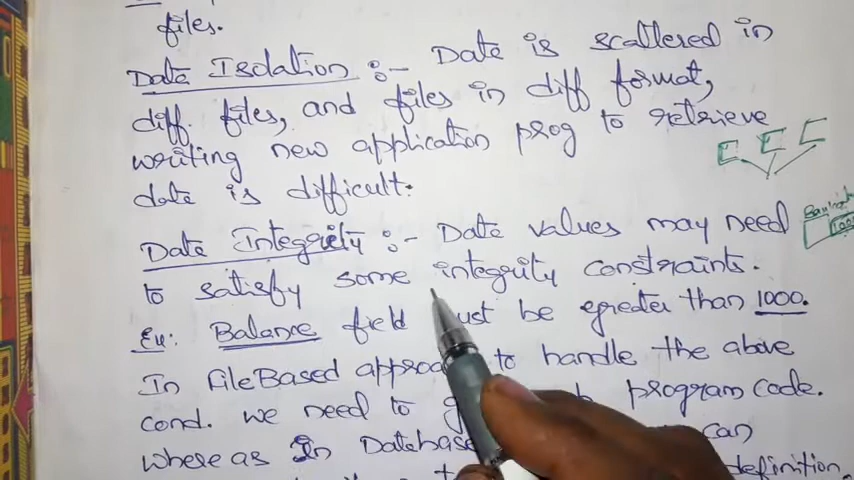 files.
Data Isolation :- Data is scattered in
diff. files, and files in diff format,
writing new application prog to retrieve
data is difficult.
Data Integrity :- Data values may need
to satisfy some integrity constraints.
Ex: Balance field must be greater than 1000.
In FileBased approa to handle the above
cond. we need to program code.
where as In Database can
definition.